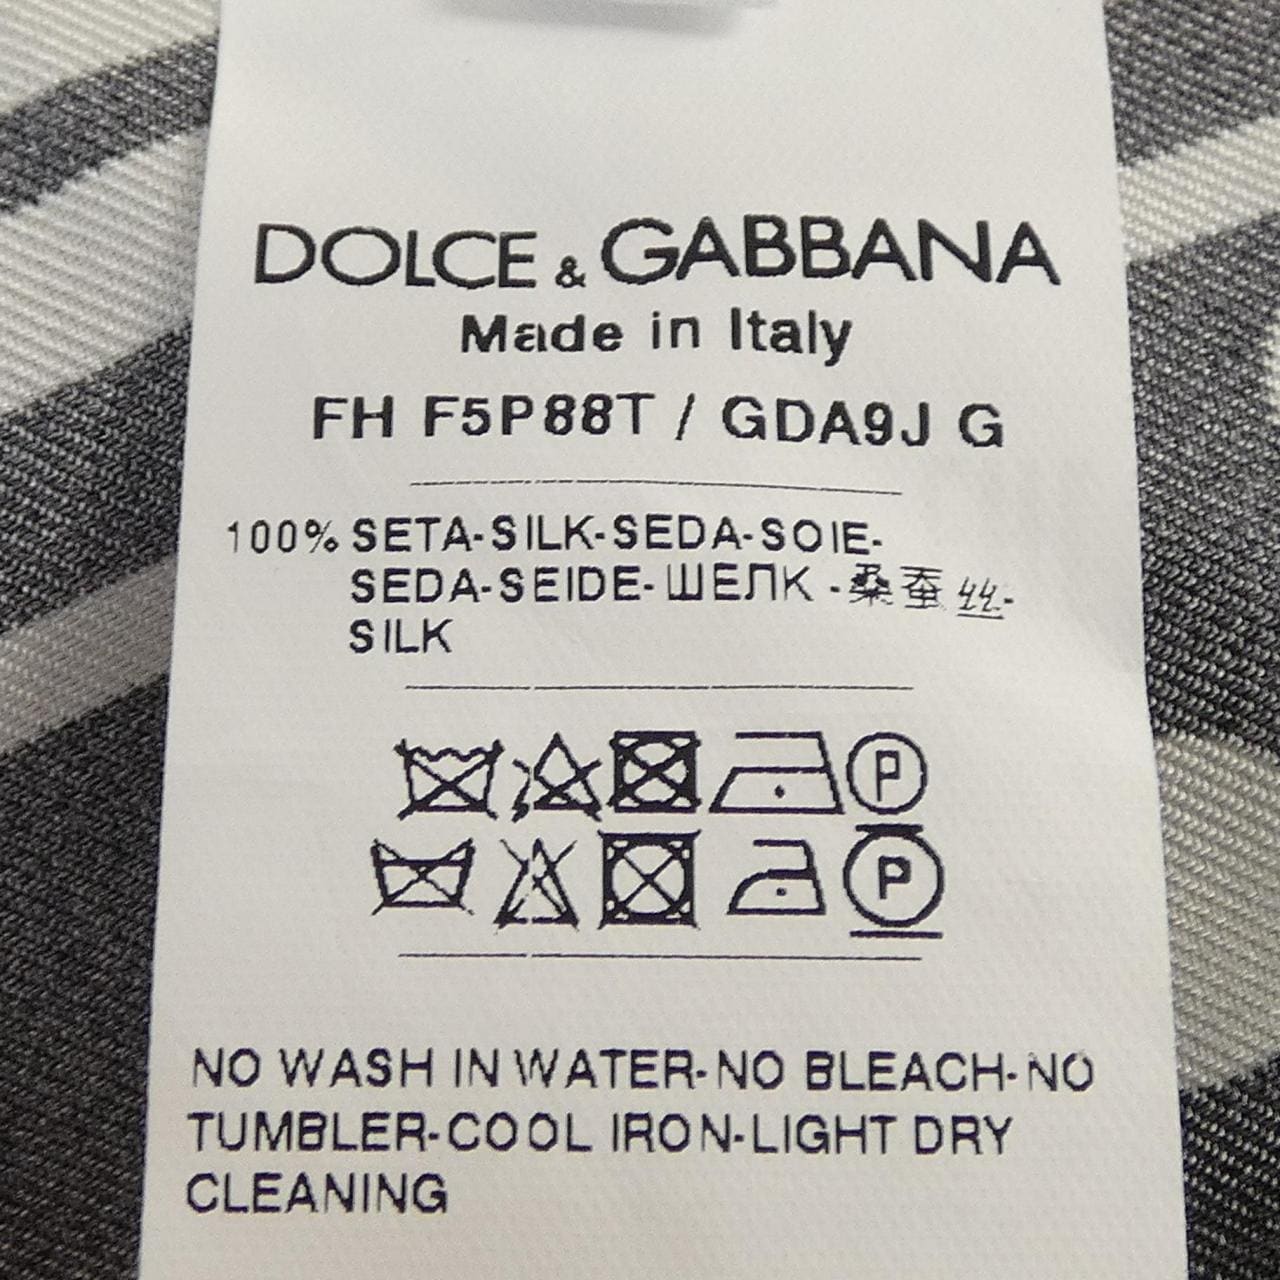 DOLCE & GABBANA
Made in Italy
FH F5P88T / GDA9J G
100% SETA-SILK-SEDA-SOIE-
SEDA-SEIDE-ШЕЛК-桑蚕丝-
SILK
P
P
NO WASH IN WATER-NO BLEACH-NO
TUMBLER-COOL IRON-LIGHT DRY
CLEANING